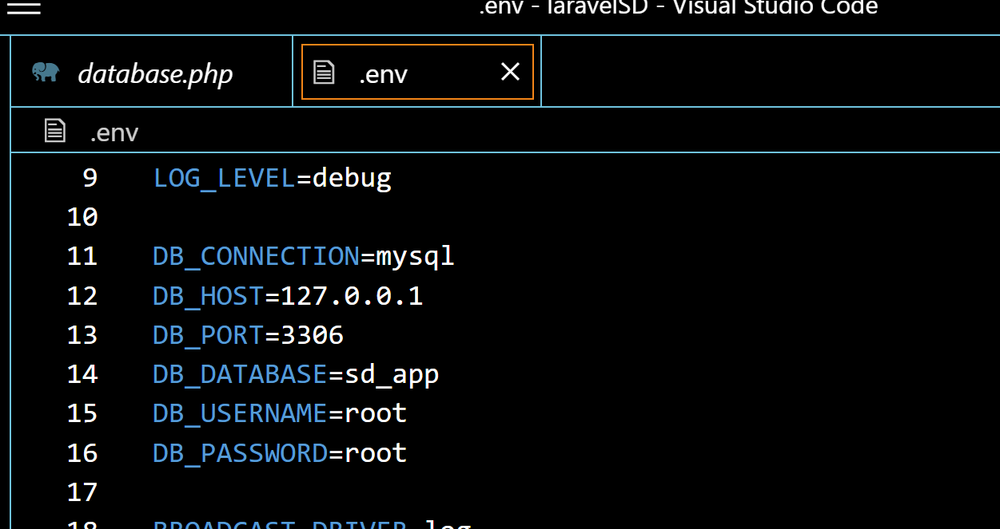 .env - laravelSD - Visual Studio Code
database.php
.env
.env
9 LOG_LEVEL=debug
10
11 DB_CONNECTION=mysql
12 DB_HOST=127.0.0.1
13 DB_PORT=3306
14 DB_DATABASE=sd_app
15 DB_USERNAME=root
16 DB_PASSWORD=root
17
18 BROADCAST_DRIVER=log